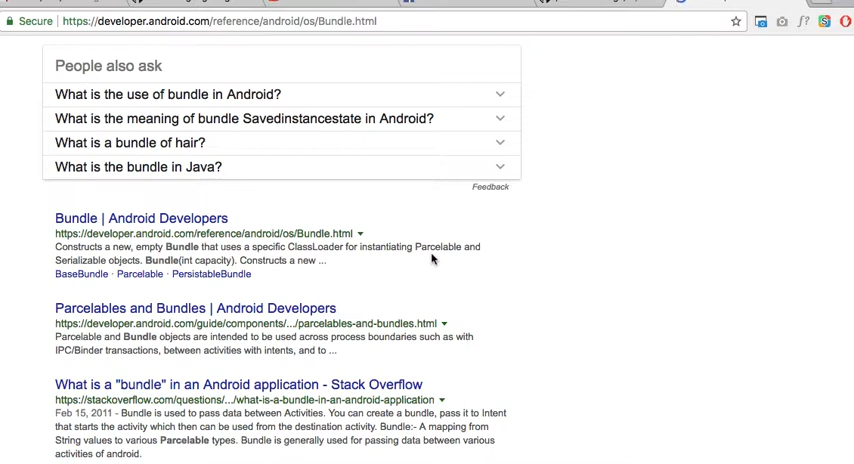 Secure | https://developer.android.com/reference/android/os/Bundle.html
People also ask
What is the use of bundle in Android?
What is the meaning of bundle Savedinstancestate in Android?
What is a bundle of hair?
What is the bundle in Java?
Feedback
Bundle | Android Developers
https://developer.android.com/reference/android/os/Bundle.html
Constructs a new, empty Bundle that uses a specific ClassLoader for instantiating Parcelable and
Serializable objects. Bundle(int capacity). Constructs a new ...
BaseBundle · Parcelable · PersistableBundle
Parcelables and Bundles | Android Developers
https://developer.android.com/guide/components/.../parcelables-and-bundles.html
Parcelable and Bundle objects are intended to be used across process boundaries such as with
IPC/Binder transactions, between activities with intents, and to ...
What is a "bundle" in an Android application - Stack Overflow
https://stackoverflow.com/questions/.../what-is-a-bundle-in-an-android-application
Feb 15, 2011 - Bundle is used to pass data between Activities. You can create a bundle, pass it to Intent
that starts the activity which then can be used from the destination activity. Bundle:- A mapping from
String values to various Parcelable types. Bundle is generally used for passing data between various
activities of android.